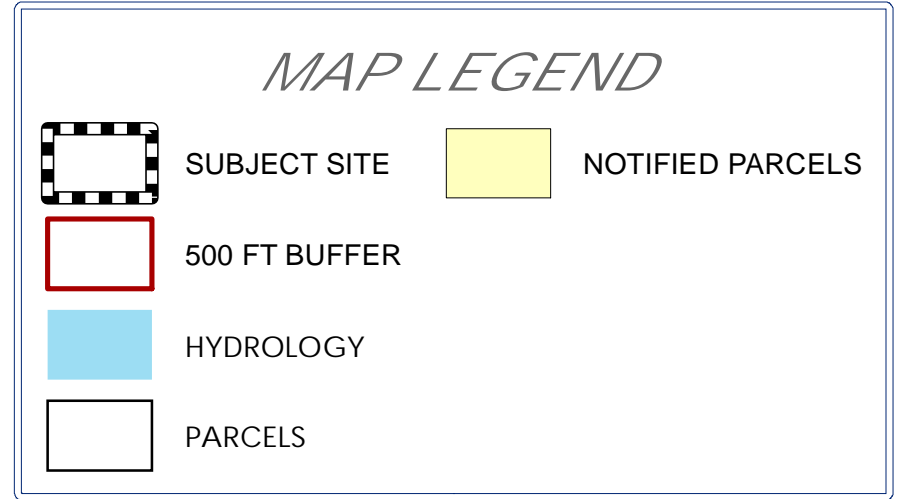 MAP LEGEND
SUBJECT SITE
NOTIFIED PARCELS
500 FT BUFFER
HYDROLOGY
PARCELS